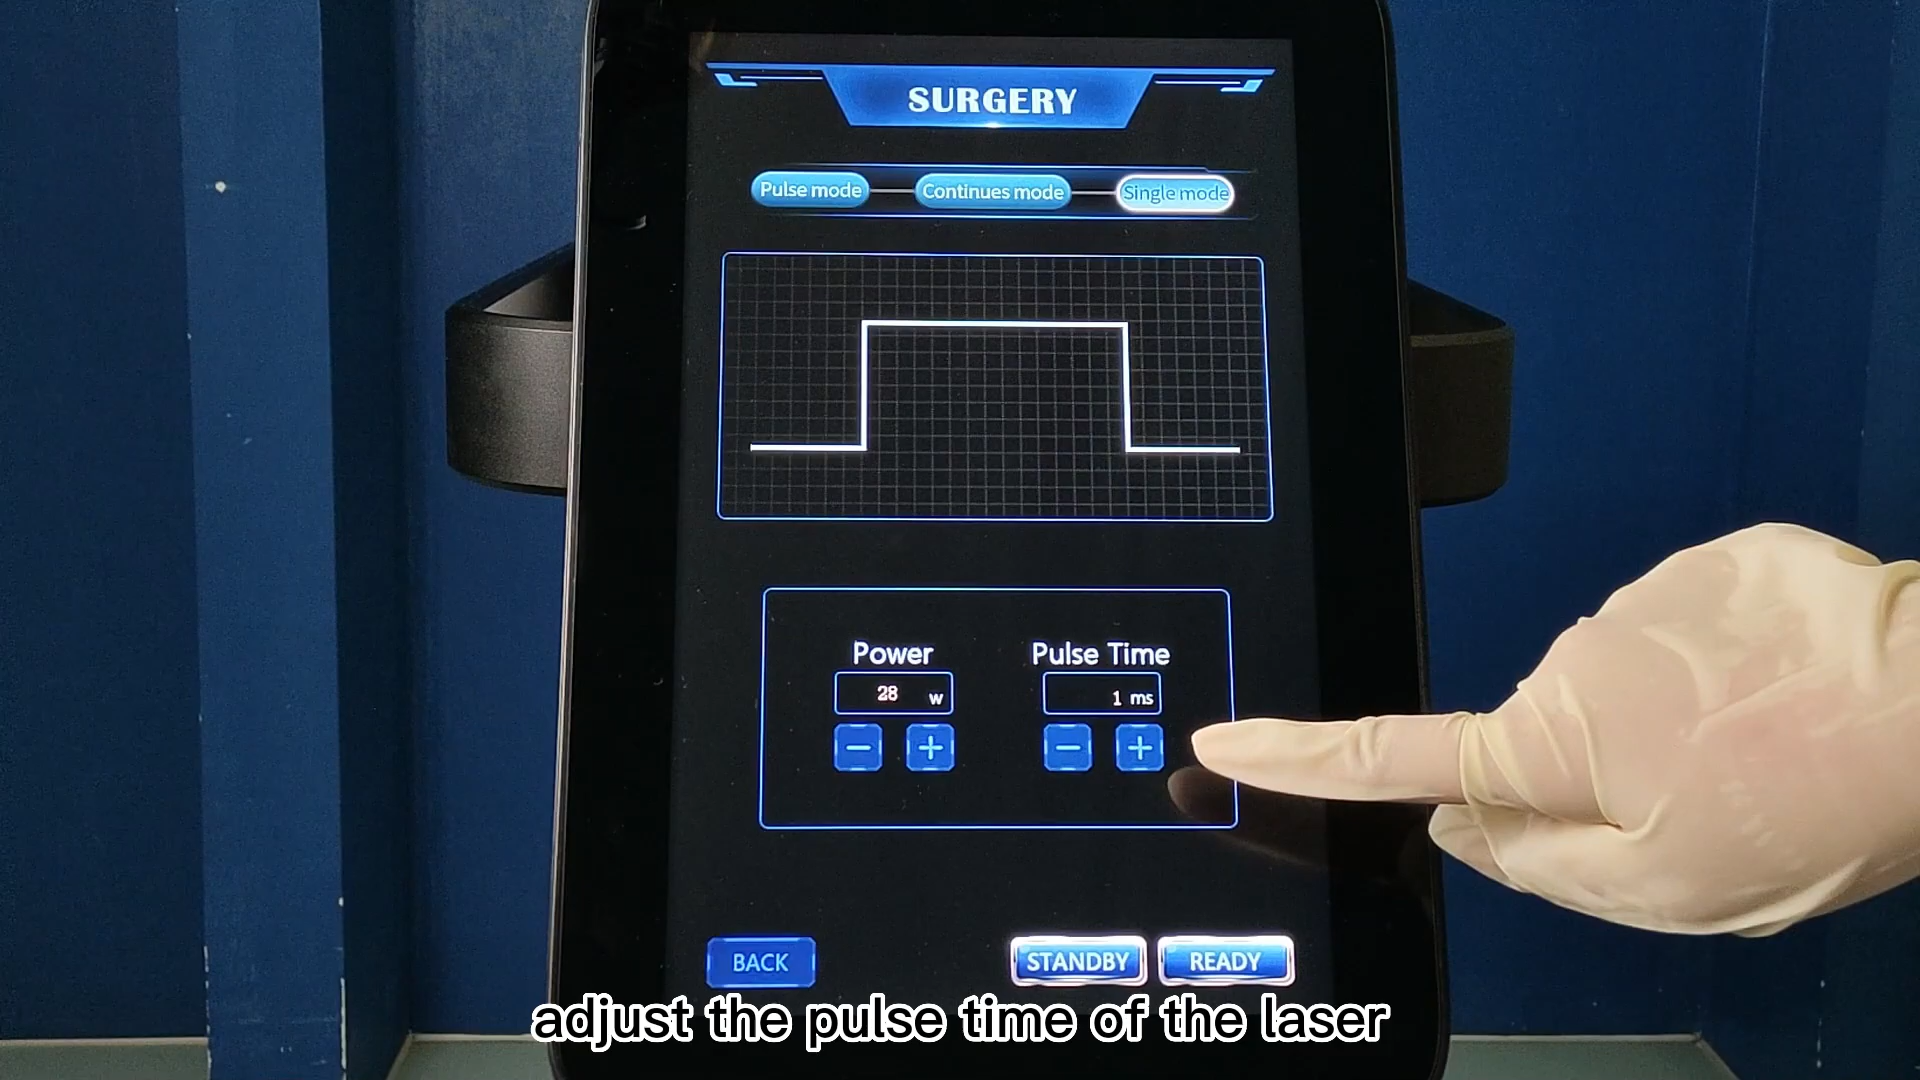 SURGERY
Pulse mode Continues mode Single mode
Power Pulse Time
28 w 1 ms
− + − +
BACK STANDBY READY
adjust the pulse time of the laser